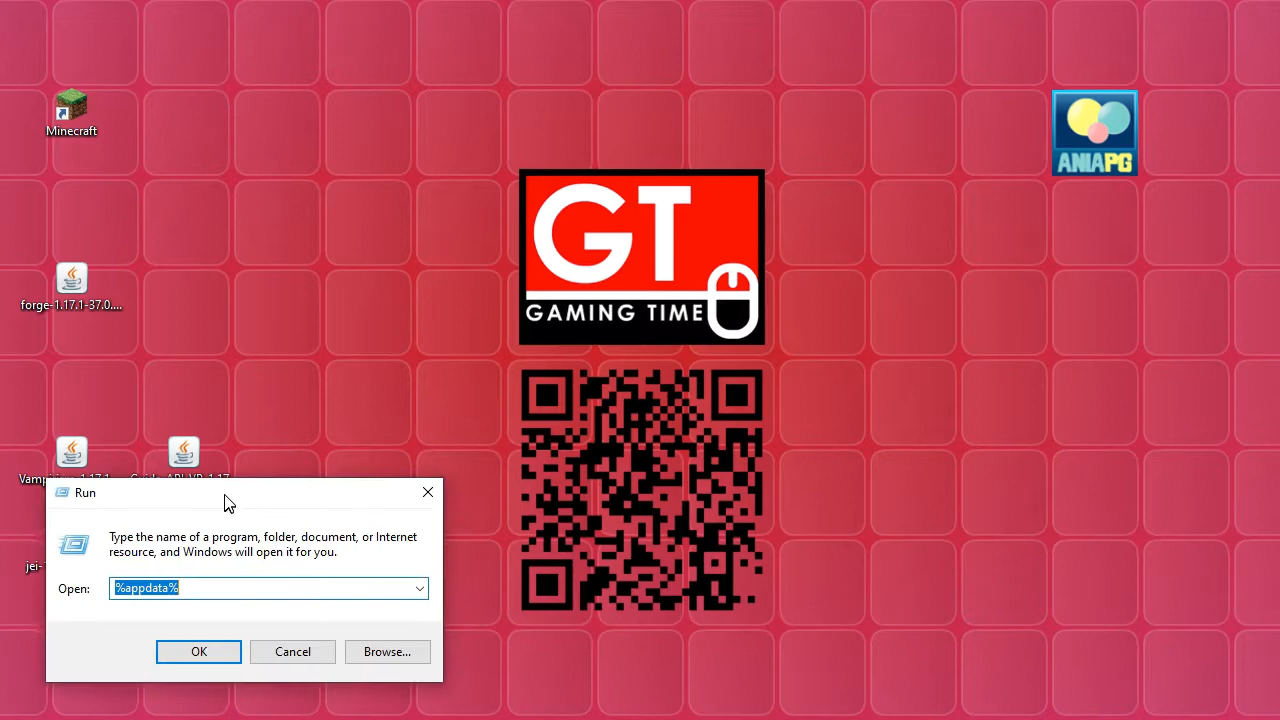 Minecraft
ANIAPG
GT
GAMING TIME
forge-1.17.1-37.0....
Run
Type the name of a program, folder, document, or Internet
resource, and Windows will open it for you.
Open:
%appdata%
OK
Cancel
Browse...